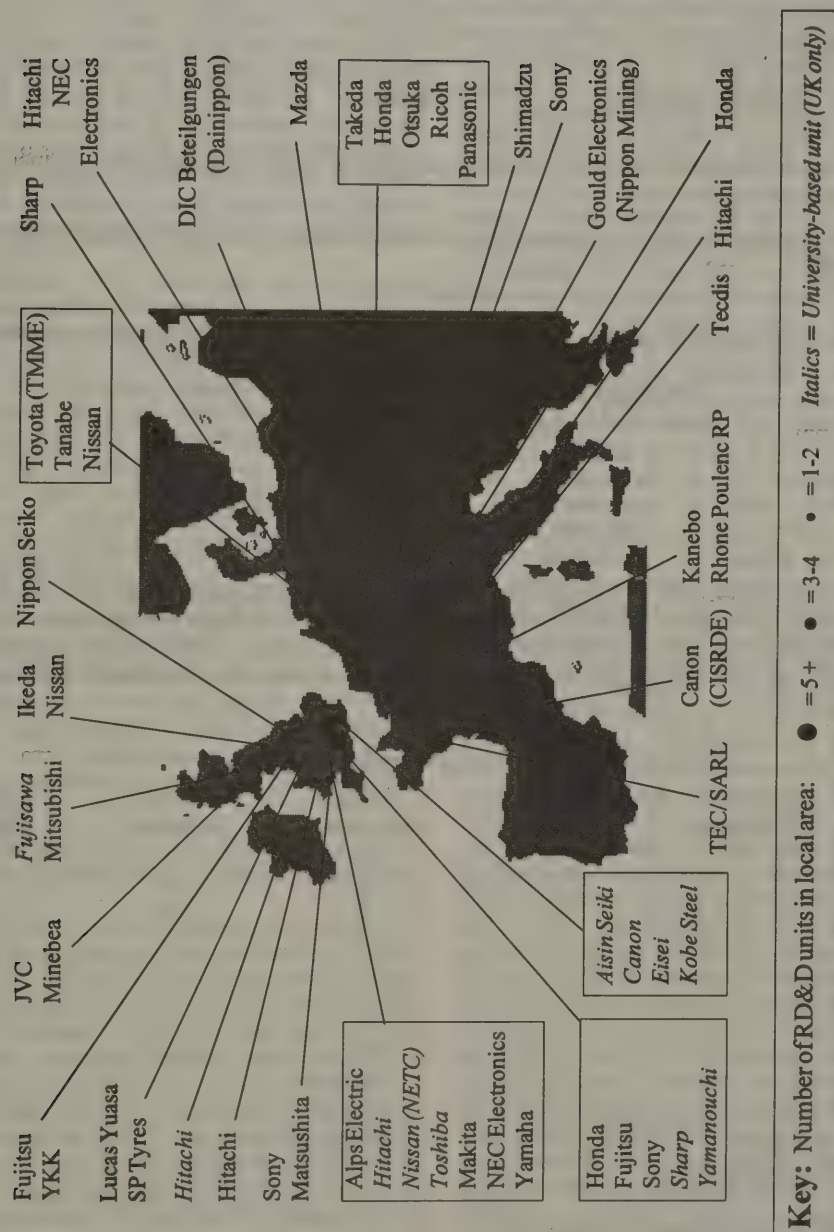 Fujitsu
YKK
JVC
Minebea
Fujisawa
Mitsubishi
Ikeda
Nissan
Nippon Seiko
Toyota (TMME)
Tanabe
Nissan
Sharp
Hitachi
NEC
Electronics
Lucas Yuasa
SP Tyres
Hitachi
Hitachi
Sony
Matsushita
DIC Beteilgungen
(Dainippon)
Mazda
Takeda
Honda
Otsuka
Ricoh
Panasonic
Shimadzu
Sony
Gould Electronics
(Nippon Mining)
Honda
Alps Electric
Hitachi
Nissan (NETC)
Toshiba
Makita
NEC Electronics
Yamaha
Honda
Fujitsu
Sony
Sharp
Yamanouchi
Aisin Seiki
Canon
Eisei
Kobe Steel
TEC/SARL
Canon
(CISRDE)
Kanebo
Rhone Poulenc RP
Tecdis
Hitachi
Key: Number of RD&D units in local area: ● = 5+ ● = 3-4 • = 1-2 Italics = University-based unit (UK only)